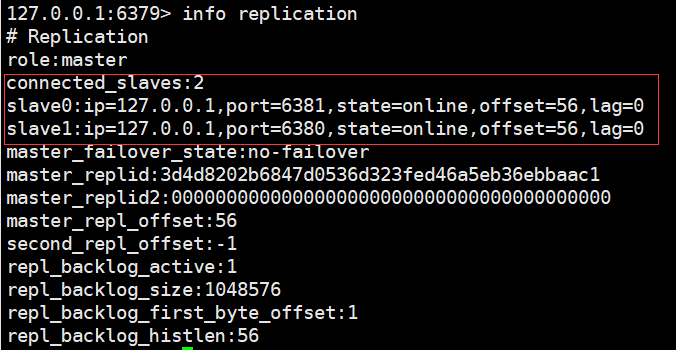 127.0.0.1:6379> info replication
# Replication
role:master
connected_slaves:2
slave0:ip=127.0.0.1,port=6381,state=online,offset=56,lag=0
slave1:ip=127.0.0.1,port=6380,state=online,offset=56,lag=0
master_failover_state:no-failover
master_replid:3d4d8202b6847d0536d323fed46a5eb36ebbaac1
master_replid2:0000000000000000000000000000000000000000
master_repl_offset:56
second_repl_offset:-1
repl_backlog_active:1
repl_backlog_size:1048576
repl_backlog_first_byte_offset:1
repl_backlog_histlen:56